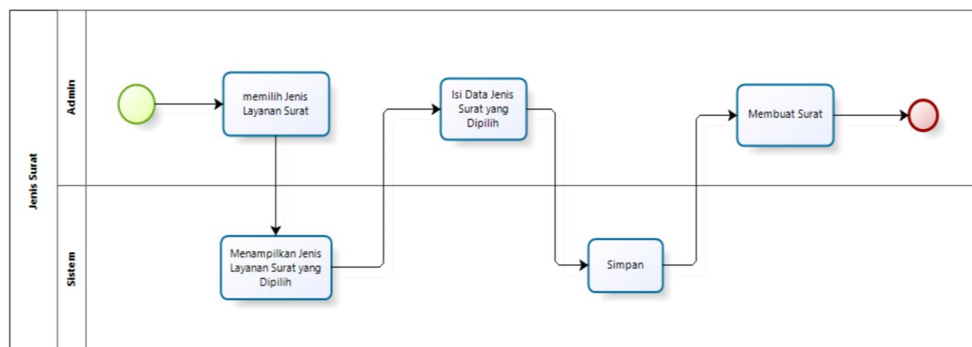 Jenis Surat
Admin
memilih Jenis
Layanan Surat
Isi Data Jenis
Surat yang
Dipilih
Membuat Surat
Sistem
Menampilkan Jenis
Layanan Surat yang
Dipilih
Simpan